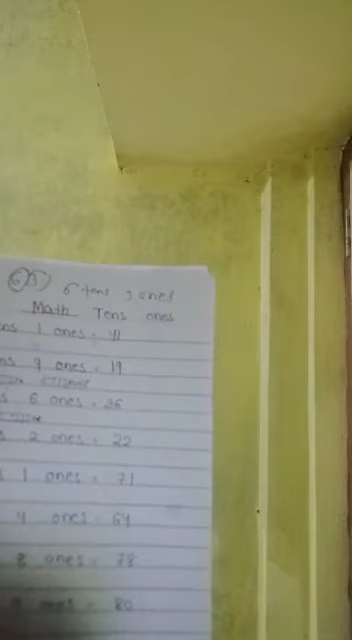 63 6 tens 3 ones
Math Tens ones
ns 1 ones = 41
ns 9 ones = 19
s 6 ones = 36
s 2 ones = 22
1 ones = 71
4 ones = 64
8 ones = 78
ones = 80